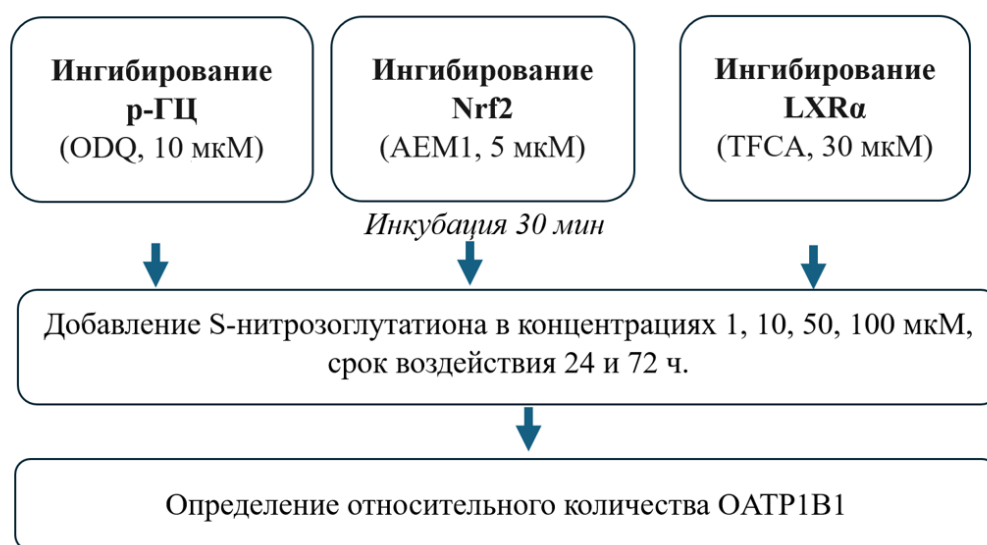 Ингибирование
р-ГЦ
(ODQ, 10 мкМ)
Ингибирование
Nrf2
(AEM1, 5 мкМ)
Ингибирование
LXRα
(TFCA, 30 мкМ)
Инкубация 30 мин
Добавление S-нитрозоглутатиона в концентрациях 1, 10, 50, 100 мкМ,
срок воздействия 24 и 72 ч.
Определение относительного количества OATP1B1